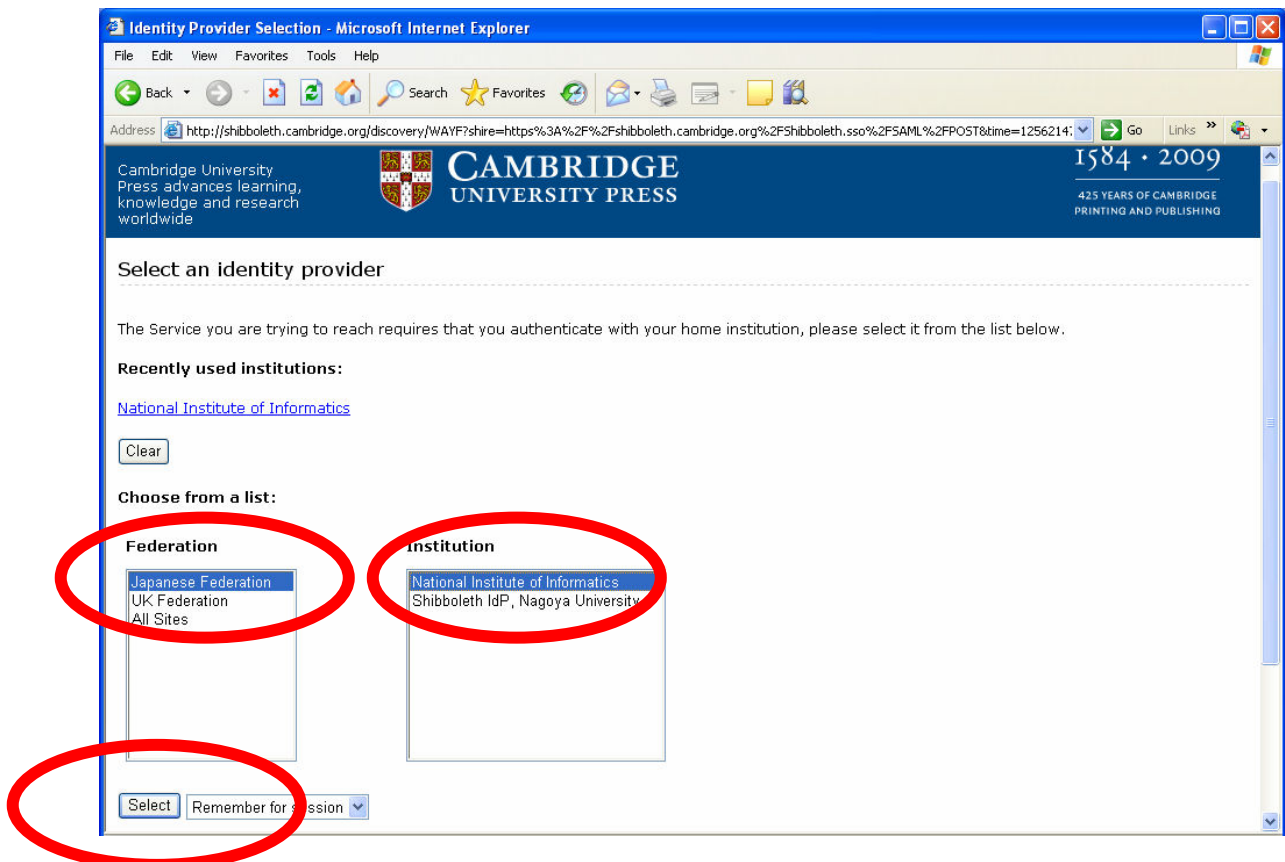 Identity Provider Selection - Microsoft Internet Explorer
File Edit View Favorites Tools Help
Back Search Favorites
Address http://shibboleth.cambridge.org/discovery/WAYF?shire=https%3A%2F%2Fshibboleth.cambridge.org%2FShibboleth.sso%2FSAML%2FPOST&time=1256214 Go Links »
Cambridge University
Press advances learning,
knowledge and research
worldwide
CAMBRIDGE
UNIVERSITY PRESS
1584 • 2009
425 YEARS OF CAMBRIDGE
PRINTING AND PUBLISHING
Select an identity provider
The Service you are trying to reach requires that you authenticate with your home institution, please select it from the list below.
Recently used institutions:
National Institute of Informatics
Clear
Choose from a list:
Federation
Japanese Federation
UK Federation
All Sites
Institution
National Institute of Informatics
Shibboleth IdP, Nagoya University
Select Remember for session